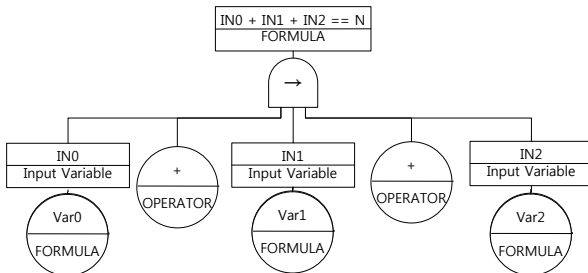 IN0 + IN1 + IN2 == N
FORMULA
→
IN0
Input Variable
+
OPERATOR
IN1
Input Variable
+
OPERATOR
IN2
Input Variable
Var0
FORMULA
Var1
FORMULA
Var2
FORMULA